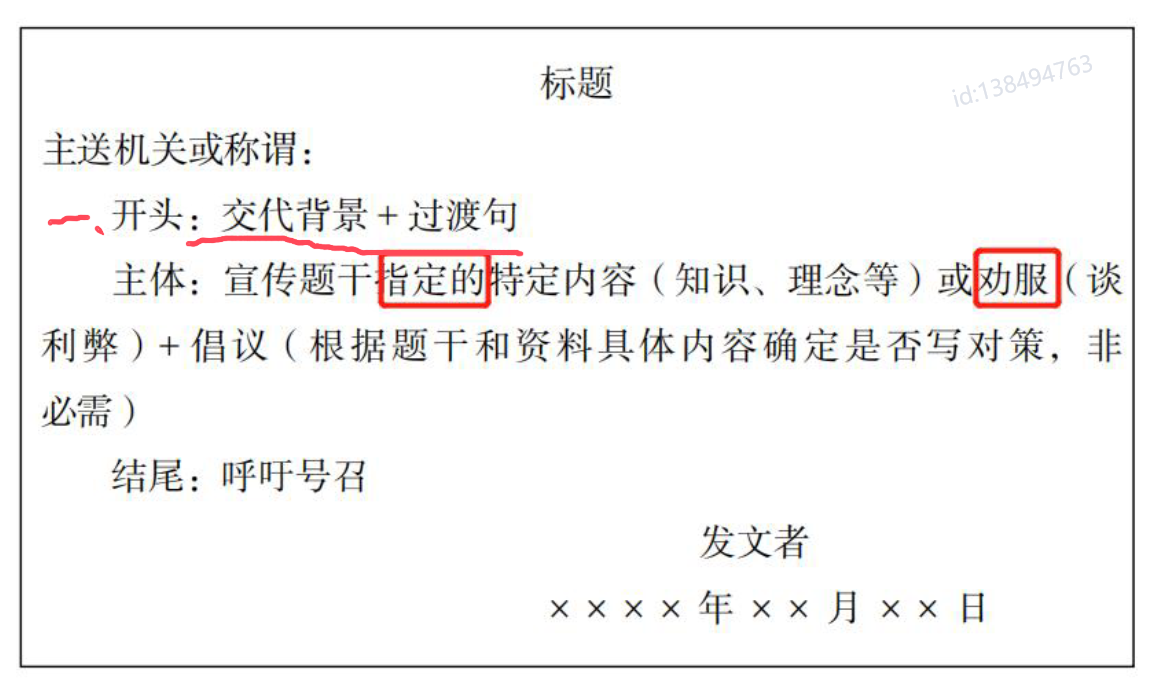 标题
id:138494763
主送机关或称谓：
一、开头：交代背景+过渡句
主体：宣传题干指定的特定内容（知识、理念等）或劝服（谈
利弊）+倡议（根据题干和资料具体内容确定是否写对策，非
必需）
结尾：呼吁号召
发文者
××××年××月××日